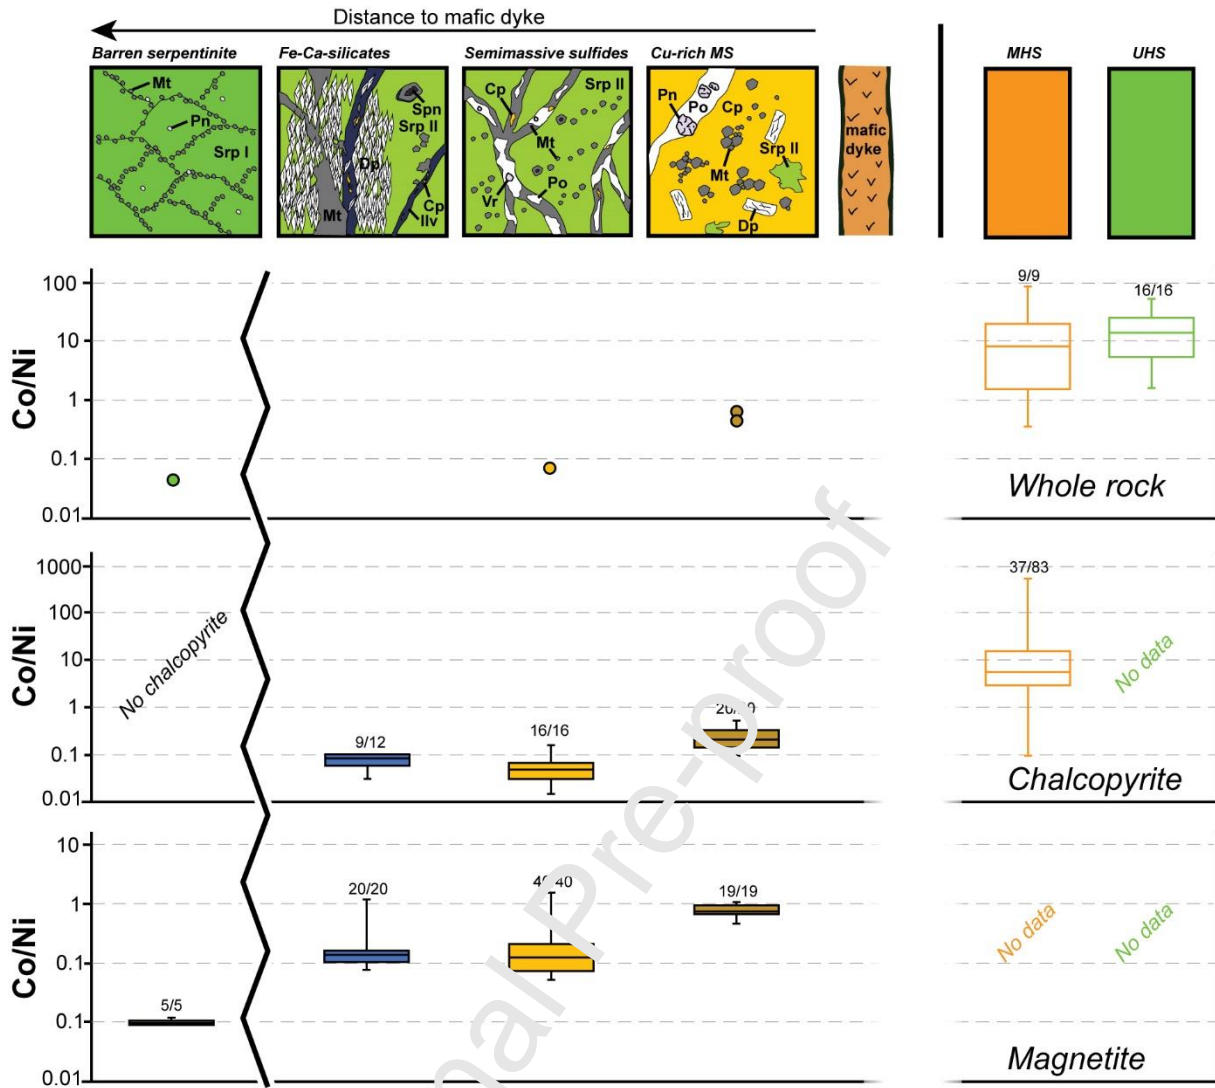 Distance to mafic dyke
Barren serpentinite
Fe-Ca-silicates
Semimassive sulfides
Cu-rich MS
MHS
UHS
Mt
Pn
Srp I
Spn
Srp II
Dp
Mt
Cp
Ilv
Cp
Srp II
Mt
Vr
Po
Pn
Po
Cp
Mt
Srp II
Dp
mafic
dyke
Co/Ni
100
10
1
0.1
0.01
9/9
16/16
Whole rock
Co/Ni
1000
100
10
1
0.1
0.01
No chalcopyrite
9/12
16/16
37/83
No data
Chalcopyrite
Co/Ni
10
1
0.1
0.01
5/5
20/20
19/19
No data
No data
Magnetite
Pre-proof